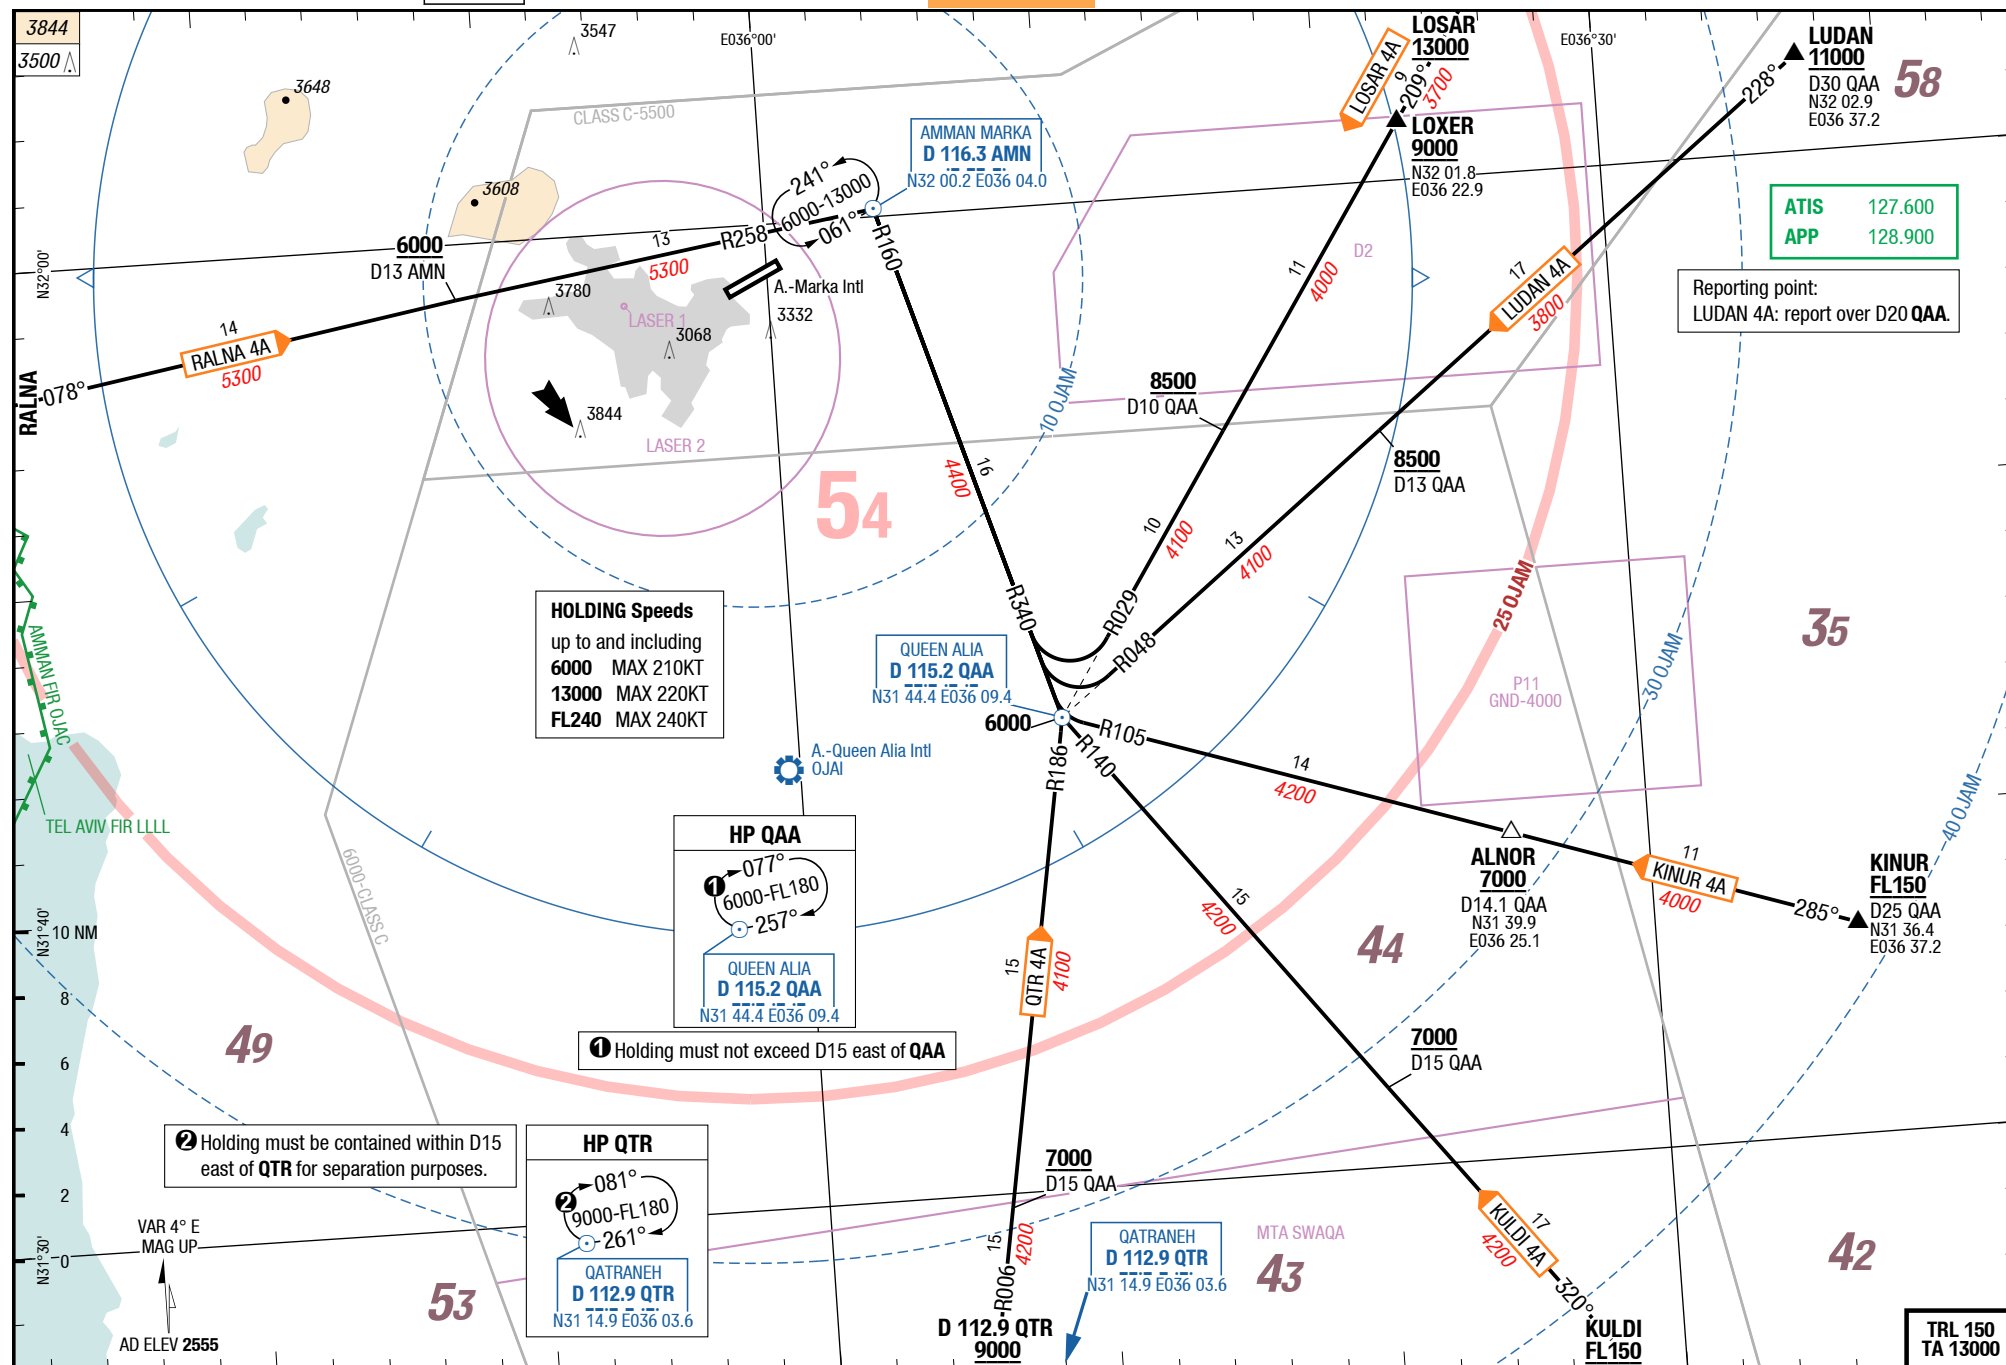 3844
3500
3547
3648
3608
CLASS C-5500
E036°00'
E036°30'
AMMAN MARKA
D 116.3 AMN
N32 00.2 E036 04.0
LOSAR
13000
LOSAR 4A
9
209°
3700
LOXER
9000
N32 01.8
E036 22.9
LUDAN
11000
D30 QAA
N32 02.9
E036 37.2
228°
58
ATIS 127.600
APP 128.900
Reporting point:
LUDAN 4A: report over D20 QAA.
241°
6000-13000
061°
R258
R160
13
5300
6000
D13 AMN
N32°00'
14
RALNA 4A
5300
RALNA
078°
A.-Marka Intl
3780
LASER 1
3068
3332
3844
LASER 2
D2
11
4000
17
LUDAN 4A
3800
10 OJAM
8500
D10 QAA
8500
D13 QAA
16
4400
54
10
4100
13
4100
R340
R029
R048
25 OJAM
P11
GND-4000
35
30 OJAM
40 OJAM
HOLDING Speeds
up to and including
6000 MAX 210KT
13000 MAX 220KT
FL240 MAX 240KT
QUEEN ALIA
D 115.2 QAA
N31 44.4 E036 09.4
6000
R105
R140
R186
14
4200
A.-Queen Alia Intl
OJAI
AMMAN FIR OJAC
TEL AVIV FIR LLLL
6000-CLASS C
HP QAA
1
077°
6000-FL180
257°
QUEEN ALIA
D 115.2 QAA
N31 44.4 E036 09.4
1 Holding must not exceed D15 east of QAA
ALNOR
7000
D14.1 QAA
N31 39.9
E036 25.1
11
KINUR 4A
4000
285°
KINUR
FL150
D25 QAA
N31 36.4
E036 37.2
15
4200
15
QTR 4A
4100
44
N31°40'
10 NM
8
6
4
2
0
49
7000
D15 QAA
2 Holding must be contained within D15
east of QTR for separation purposes.
HP QTR
2
081°
9000-FL180
261°
QATRANEH
D 112.9 QTR
N31 14.9 E036 03.6
7000
D15 QAA
15
4200
R006
D 112.9 QTR
9000
QATRANEH
D 112.9 QTR
N31 14.9 E036 03.6
MTA SWAQA
43
17
KULDI 4A
4200
320°
KULDI
FL150
42
53
VAR 4° E
MAG UP
N31°30'
AD ELEV 2555
TRL 150
TA 13000